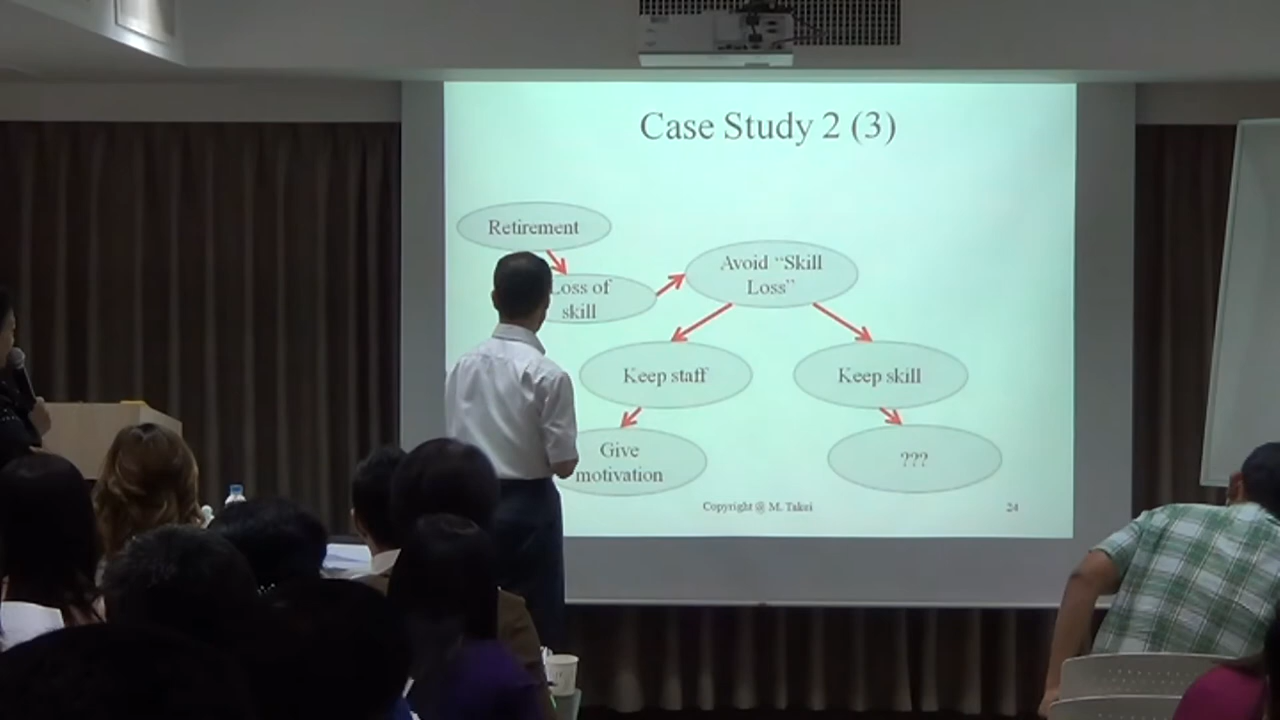 Case Study 2 (3)
Retirement
Loss of
skill
Avoid “Skill
Loss”
Keep staff
Keep skill
Give
motivation
???
Copyright @ M. Takei
24